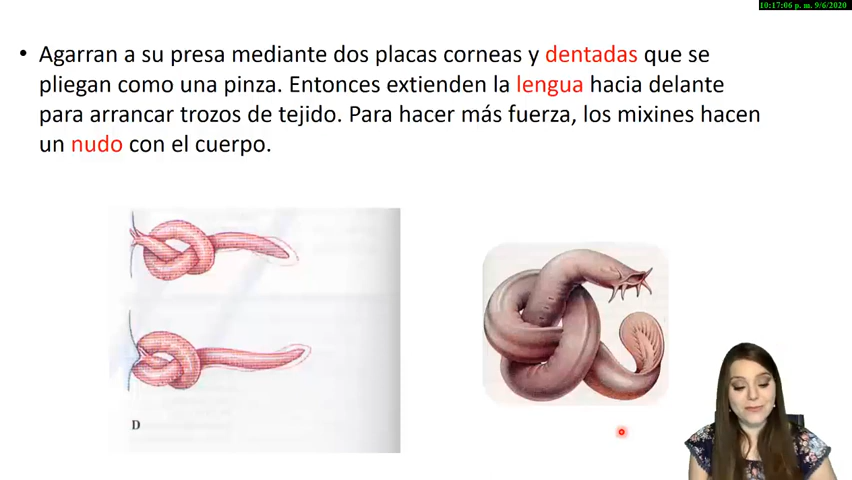 10:17:06 p. m. 9/6/2020
• Agarran a su presa mediante dos placas corneas y dentadas que se
pliegan como una pinza. Entonces extienden la lengua hacia delante
para arrancar trozos de tejido. Para hacer más fuerza, los mixines hacen
un nudo con el cuerpo.
D